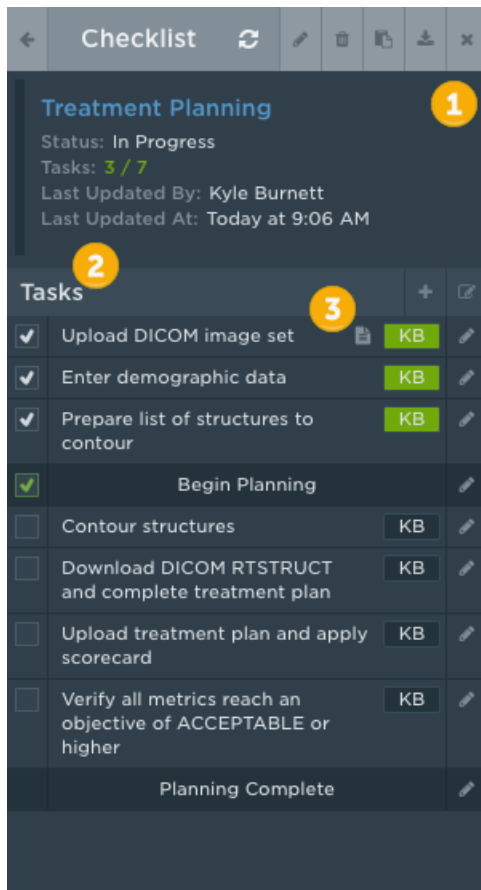 Checklist
1
Treatment Planning
Status: In Progress
Tasks: 3 / 7
Last Updated By: Kyle Burnett
Last Updated At: Today at 9:06 AM
2
Tasks
3
Upload DICOM image set KB
Enter demographic data KB
Prepare list of structures to KB
contour
Begin Planning
Contour structures KB
Download DICOM RTSTRUCT KB
and complete treatment plan
Upload treatment plan and apply KB
scorecard
Verify all metrics reach an KB
objective of ACCEPTABLE or
higher
Planning Complete